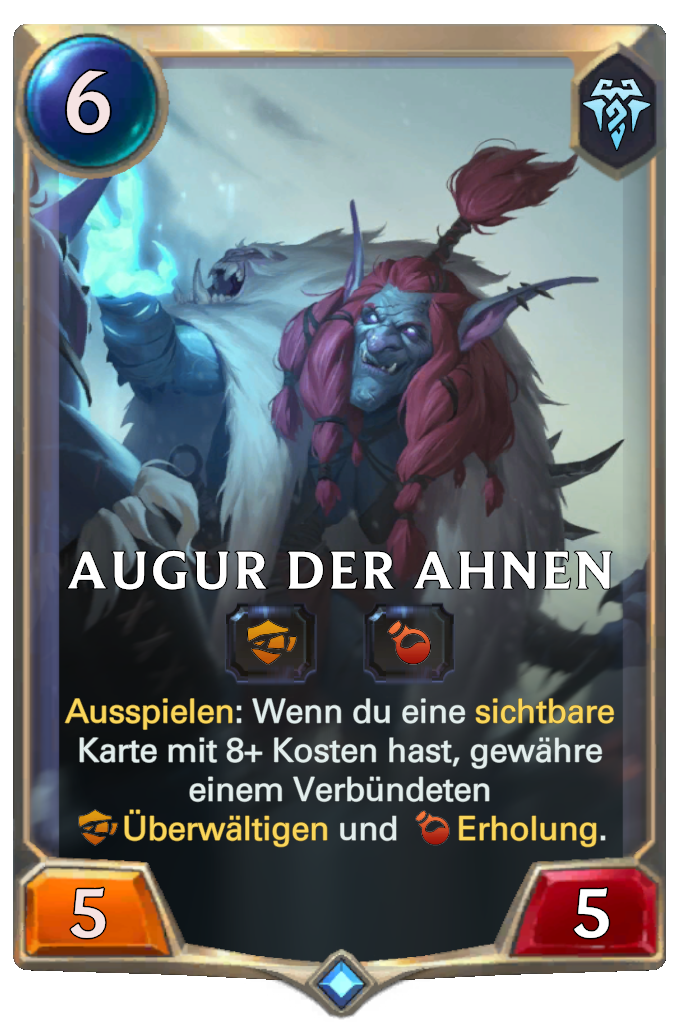 6
AUGUR DER AHNEN
Ausspielen: Wenn du eine sichtbare
Karte mit 8+ Kosten hast, gewähre
einem Verbündeten
Überwältigen und Erholung.
5
5